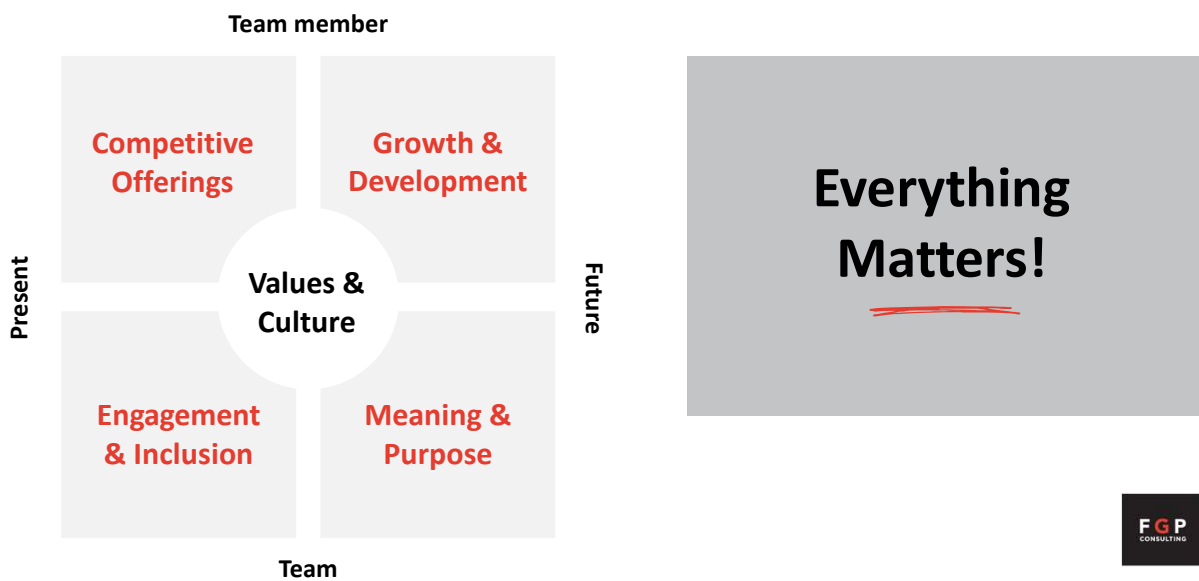 Team member
Competitive
Offerings
Growth &
Development
Present
Values &
Culture
Future
Engagement
& Inclusion
Meaning &
Purpose
Team
Everything
Matters!
FGP
CONSULTING